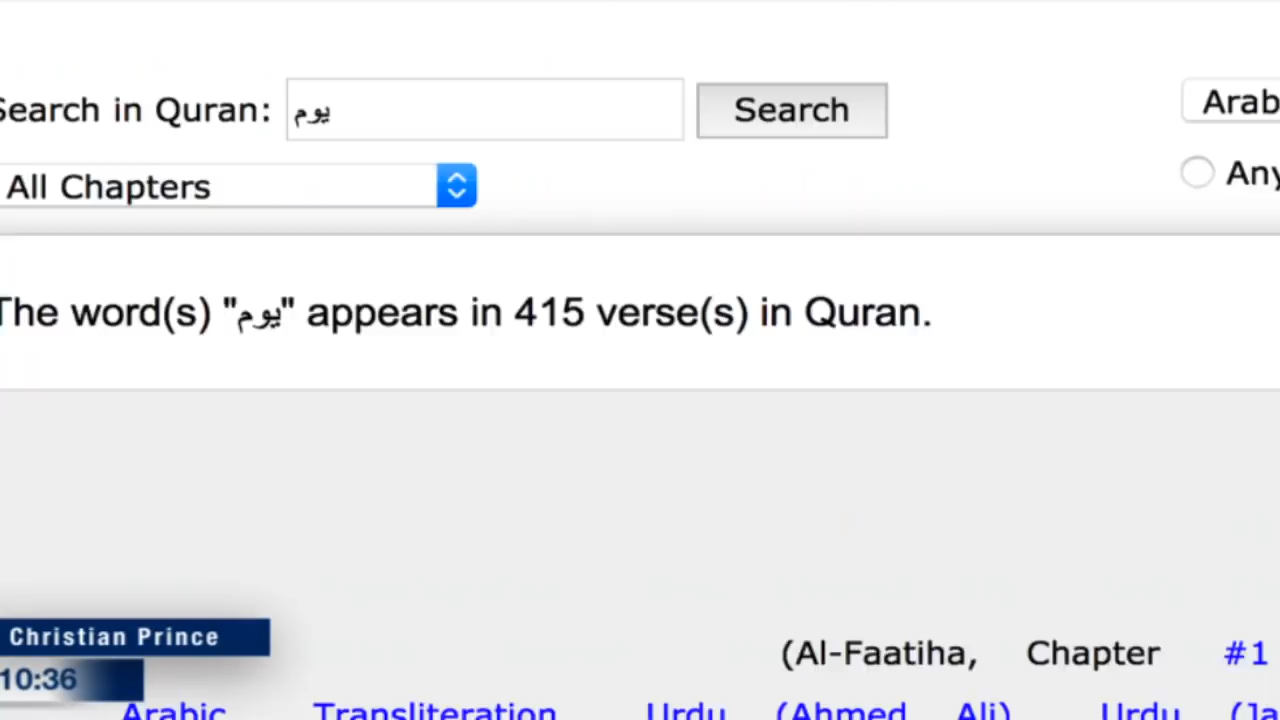 Search in Quran: يوم Search Arab
All Chapters Any
The word(s) "يوم" appears in 415 verse(s) in Quran.
Christian Prince
(Al-Faatiha, Chapter #1
10:36
Arabic Transliteration Urdu (Ahmed Ali) Urdu (Ja